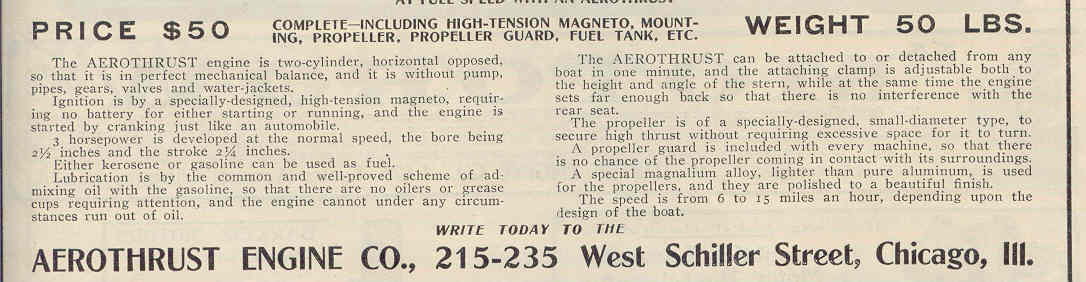 AT FULL SPEED WITH AN AEROTHRUST
PRICE $50
COMPLETE—INCLUDING HIGH-TENSION MAGNETO, MOUNT-
ING, PROPELLER, PROPELLER GUARD, FUEL TANK, ETC.
WEIGHT 50 LBS.
The AEROTHRUST engine is two-cylinder, horizontal opposed,
so that it is in perfect mechanical balance, and it is without pump,
pipes, gears, valves and water-jackets.
Ignition is by a specially-designed, high-tension magneto, requir-
ing no battery for either starting or running, and the engine is
started by cranking just like an automobile.
3 horsepower is developed at the normal speed, the bore being
2½ inches and the stroke 2¼ inches.
Either kerosene or gasoline can be used as fuel.
Lubrication is by the common and well-proved scheme of ad-
mixing oil with the gasoline, so that there are no oilers or grease
cups requiring attention, and the engine cannot under any circum-
stances run out of oil.
The AEROTHRUST can be attached to or detached from any
boat in one minute, and the attaching clamp is adjustable both to
the height and angle of the stern, while at the same time the engine
sets far enough back so that there is no interference with the
rear seat.
The propeller is of a specially-designed, small-diameter type, to
secure high thrust without requiring excessive space for it to turn.
A propeller guard is included with every machine, so that there
is no chance of the propeller coming in contact with its surroundings.
A special magnalium alloy, lighter than pure aluminum, is used
for the propellers, and they are polished to a beautiful finish.
The speed is from 6 to 15 miles an hour, depending upon the
design of the boat.
WRITE TODAY TO THE
AEROTHRUST ENGINE CO., 215-235 West Schiller Street, Chicago, Ill.